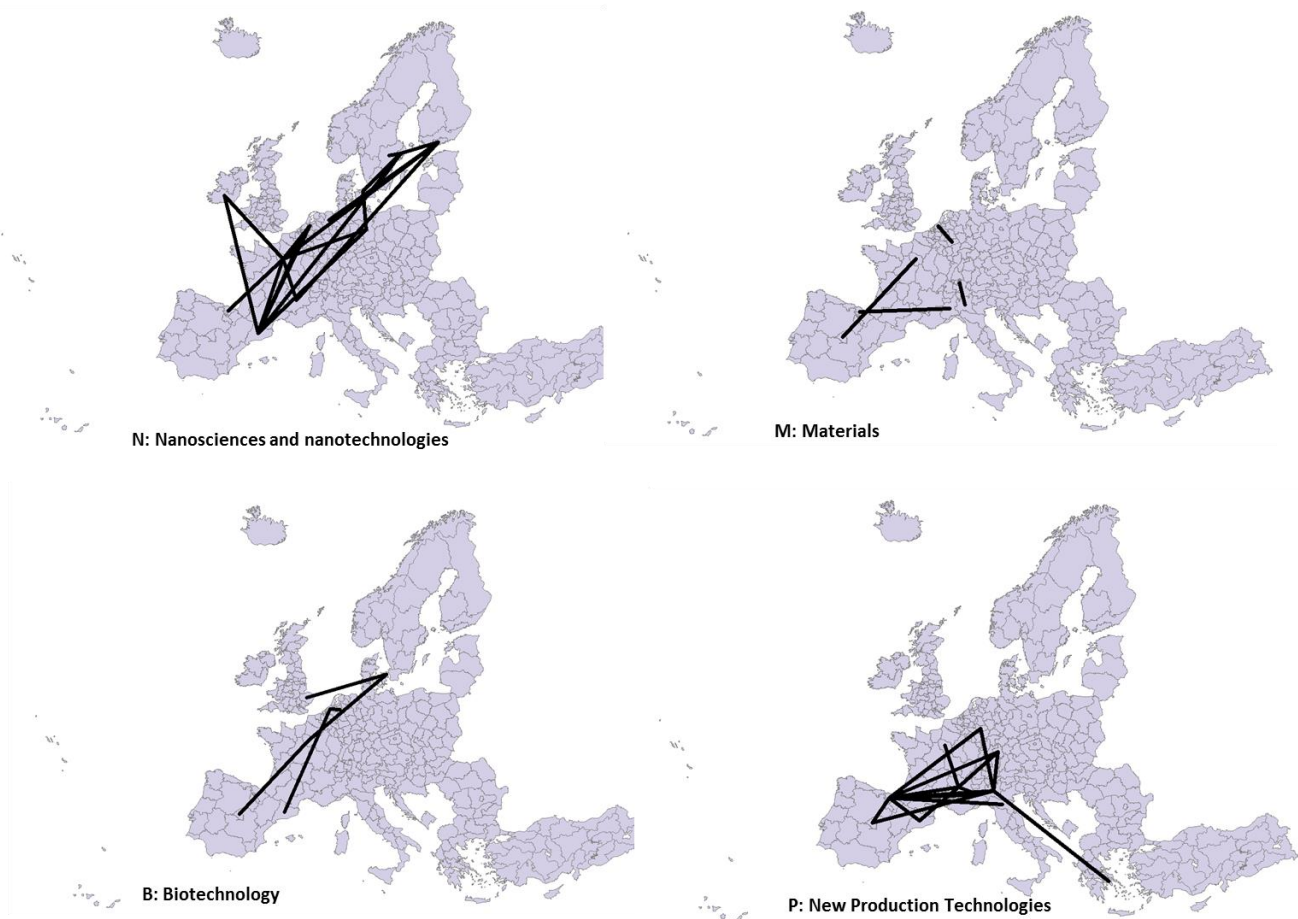 N: Nanosciences and nanotechnologies
M: Materials
B: Biotechnology
P: New Production Technologies